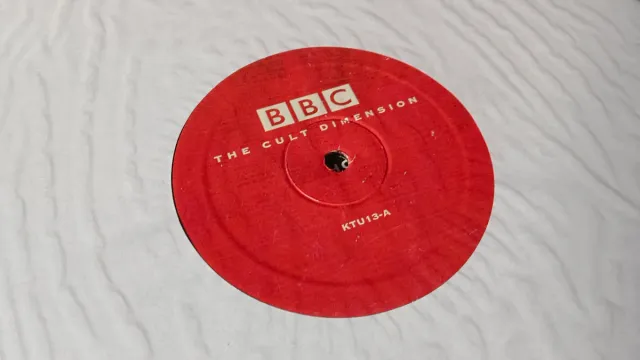 BBC
THE CULT DIMENSION
KTU13-A